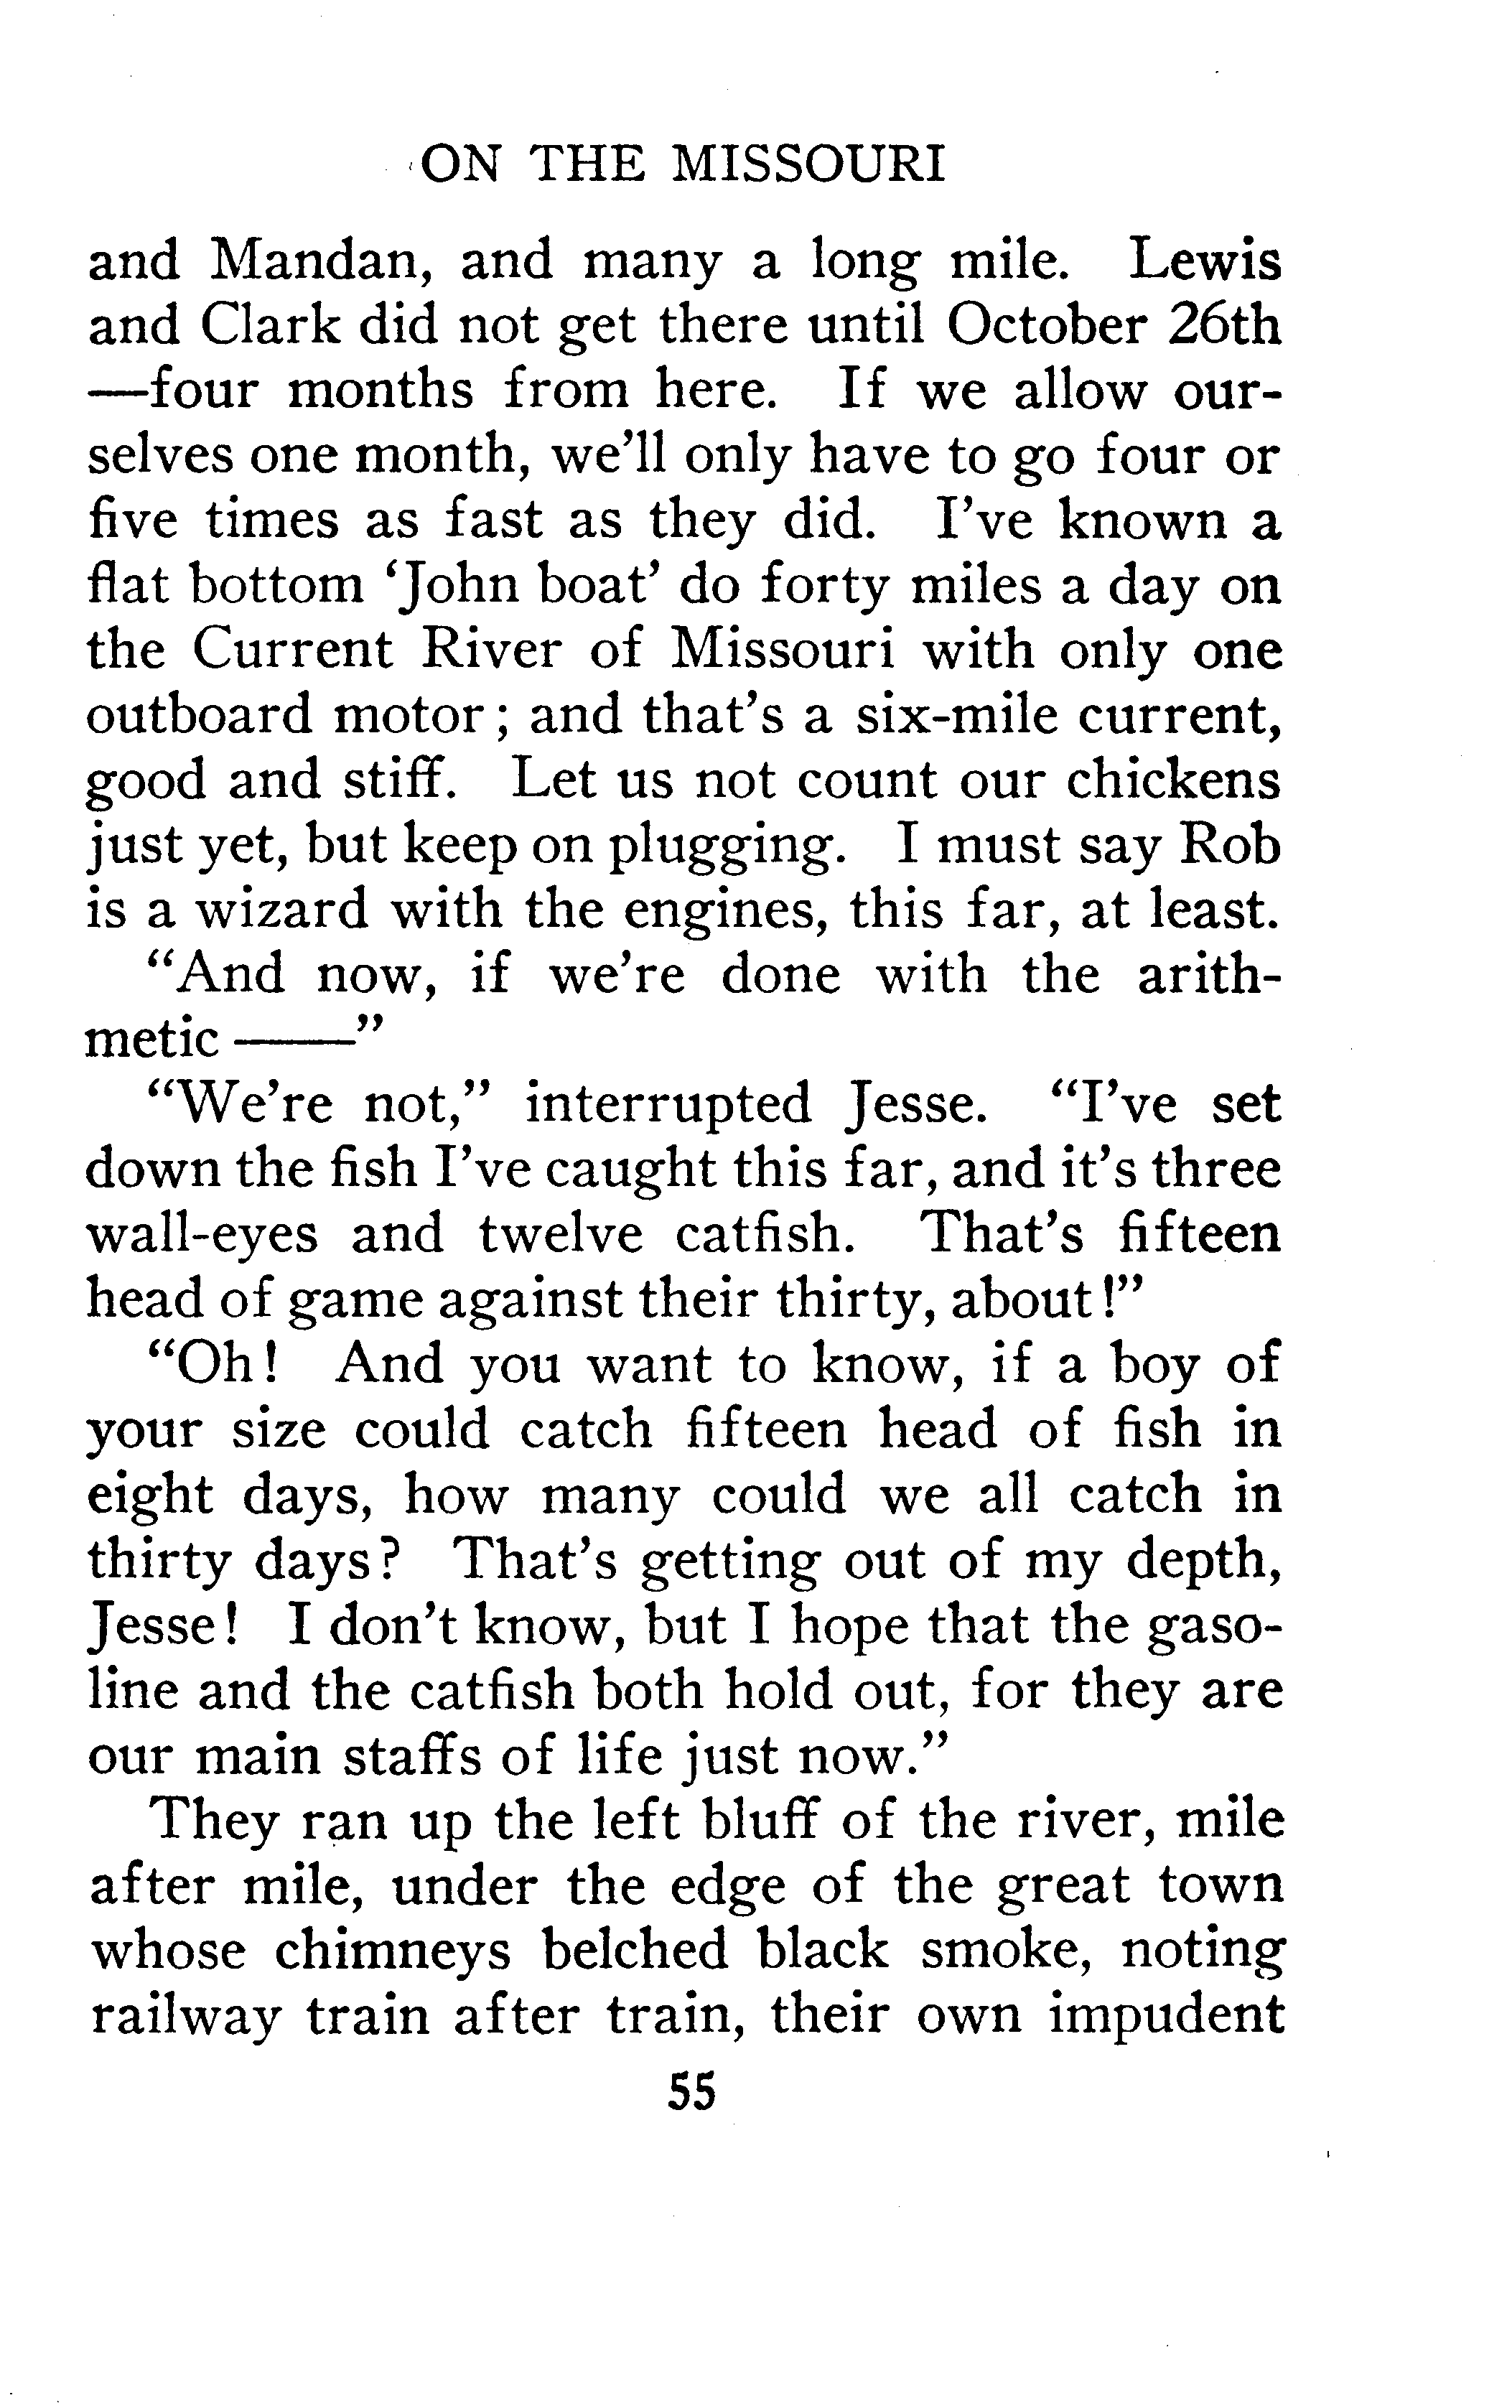 ON THE MISSOURI
and Mandan, and many a long mile. Lewis
and Clark did not get there until October 26th
—four months from here. If we allow our-
selves one month, we'll only have to go four or
five times as fast as they did. I've known a
flat bottom 'John boat' do forty miles a day on
the Current River of Missouri with only one
outboard motor; and that's a six-mile current,
good and stiff. Let us not count our chickens
just yet, but keep on plugging. I must say Rob
is a wizard with the engines, this far, at least.
"And now, if we're done with the arith-
metic ——"
"We're not," interrupted Jesse. "I've set
down the fish I've caught this far, and it's three
wall-eyes and twelve catfish. That's fifteen
head of game against their thirty, about!"
"Oh! And you want to know, if a boy of
your size could catch fifteen head of fish in
eight days, how many could we all catch in
thirty days? That's getting out of my depth,
Jesse! I don't know, but I hope that the gaso-
line and the catfish both hold out, for they are
our main staffs of life just now."
They ran up the left bluff of the river, mile
after mile, under the edge of the great town
whose chimneys belched black smoke, noting
railway train after train, their own impudent
55